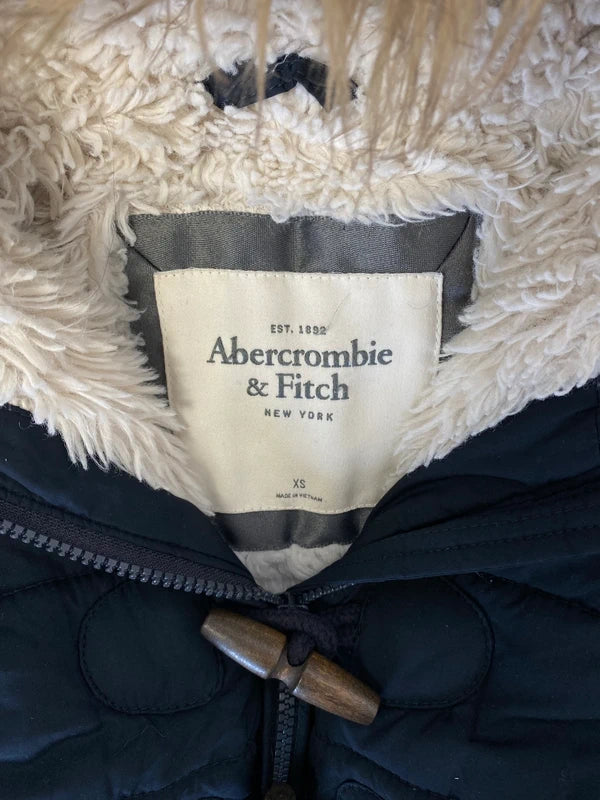 EST. 1892
Abercrombie
& Fitch
NEW YORK
XS
MADE IN VIETNAM